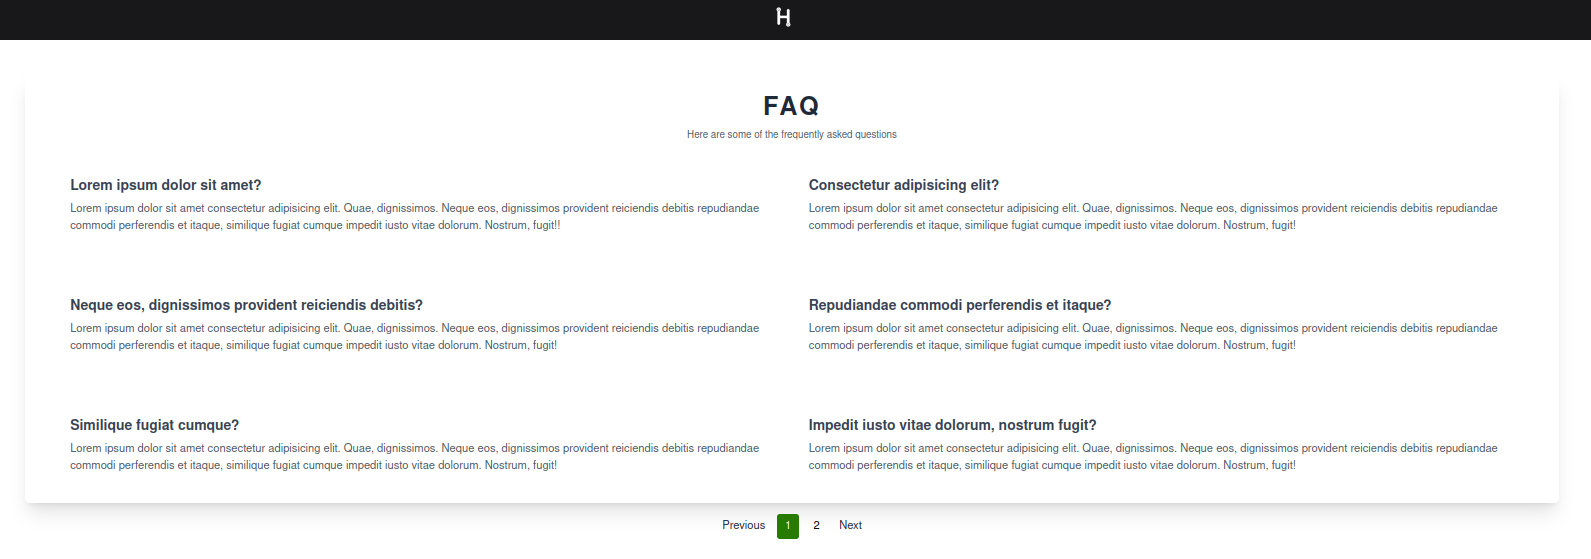 H
FAQ
Here are some of the frequently asked questions
Lorem ipsum dolor sit amet?
Lorem ipsum dolor sit amet consectetur adipisicing elit. Quae, dignissimos. Neque eos, dignissimos provident reiciendis debitis repudiandae
commodi perferendis et itaque, similique fugiat cumque impedit iusto vitae dolorum. Nostrum, fugit!!
Consectetur adipisicing elit?
Lorem ipsum dolor sit amet consectetur adipisicing elit. Quae, dignissimos. Neque eos, dignissimos provident reiciendis debitis repudiandae
commodi perferendis et itaque, similique fugiat cumque impedit iusto vitae dolorum. Nostrum, fugit!
Neque eos, dignissimos provident reiciendis debitis?
Lorem ipsum dolor sit amet consectetur adipisicing elit. Quae, dignissimos. Neque eos, dignissimos provident reiciendis debitis repudiandae
commodi perferendis et itaque, similique fugiat cumque impedit iusto vitae dolorum. Nostrum, fugit!
Repudiandae commodi perferendis et itaque?
Lorem ipsum dolor sit amet consectetur adipisicing elit. Quae, dignissimos. Neque eos, dignissimos provident reiciendis debitis repudiandae
commodi perferendis et itaque, similique fugiat cumque impedit iusto vitae dolorum. Nostrum, fugit!
Similique fugiat cumque?
Lorem ipsum dolor sit amet consectetur adipisicing elit. Quae, dignissimos. Neque eos, dignissimos provident reiciendis debitis repudiandae
commodi perferendis et itaque, similique fugiat cumque impedit iusto vitae dolorum. Nostrum, fugit!
Impedit iusto vitae dolorum, nostrum fugit?
Lorem ipsum dolor sit amet consectetur adipisicing elit. Quae, dignissimos. Neque eos, dignissimos provident reiciendis debitis repudiandae
commodi perferendis et itaque, similique fugiat cumque impedit iusto vitae dolorum. Nostrum, fugit!
Previous 1 2 Next